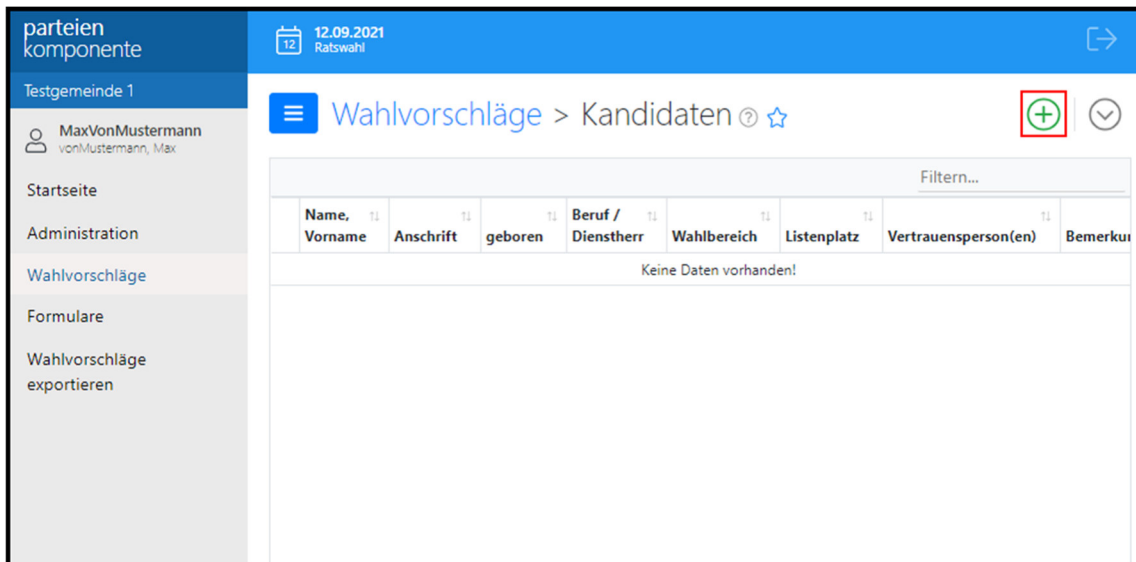 parteien
komponente
12
12.09.2021
Ratswahl
Testgemeinde 1
MaxVonMustermann
vonMustermann, Max
Startseite
Administration
Wahlvorschläge
Formulare
Wahlvorschläge
exportieren
Wahlvorschläge > Kandidaten ?
Filtern...
Name,
Vorname
Anschrift
geboren
Beruf /
Dienstherr
Wahlbereich
Listenplatz
Vertrauensperson(en)
Bemerkun
Keine Daten vorhanden!